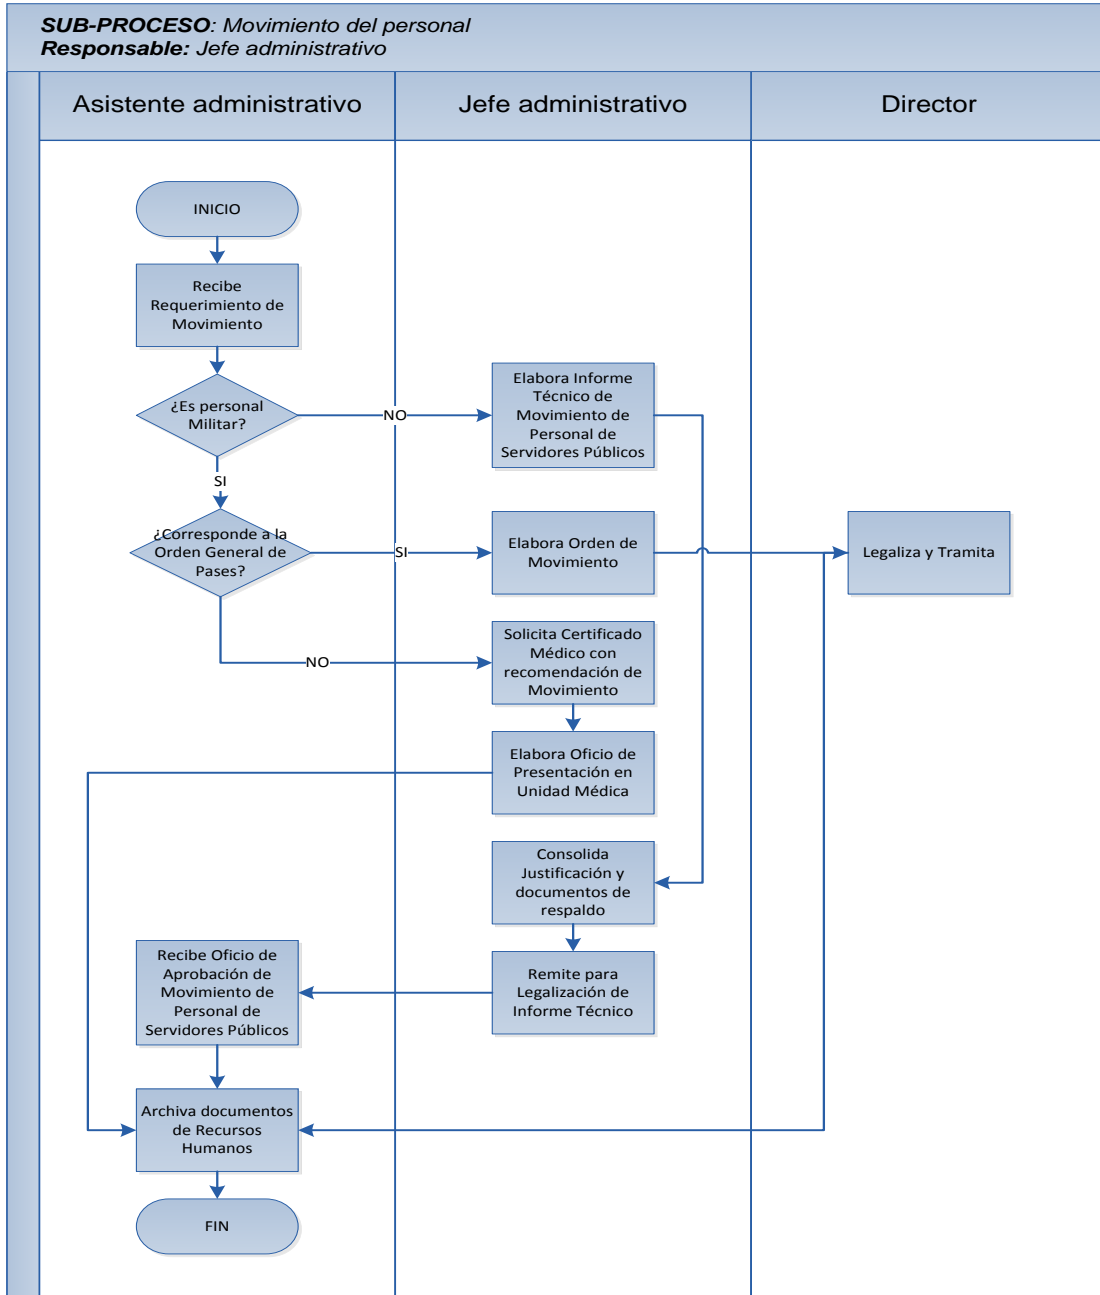 SUB-PROCESO: Movimiento del personal
Responsable: Jefe administrativo
Asistente administrativo
Jefe administrativo
Director
INICIO
Recibe
Requerimiento de
Movimiento
¿Es personal
Militar?
NO
Elabora Informe
Técnico de
Movimiento de
Personal de
Servidores Públicos
SI
¿Corresponde a la
Orden General de
Pases?
SI
Elabora Orden de
Movimiento
Legaliza y Tramita
NO
Solicita Certificado
Médico con
recomendación de
Movimiento
Elabora Oficio de
Presentación en
Unidad Médica
Consolida
Justificación y
documentos de
respaldo
Remite para
Legalización de
Informe Técnico
Recibe Oficio de
Aprobación de
Movimiento de
Personal de
Servidores Públicos
Archiva documentos
de Recursos
Humanos
FIN